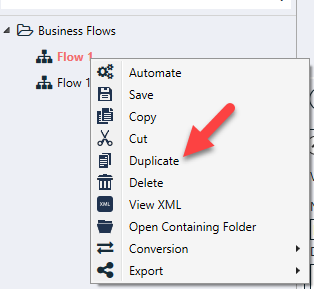 Business Flows
Flow 1
Flow 1
Automate
Save
Copy
Cut
Duplicate
Delete
XML View XML
Open Containing Folder
Conversion
Export